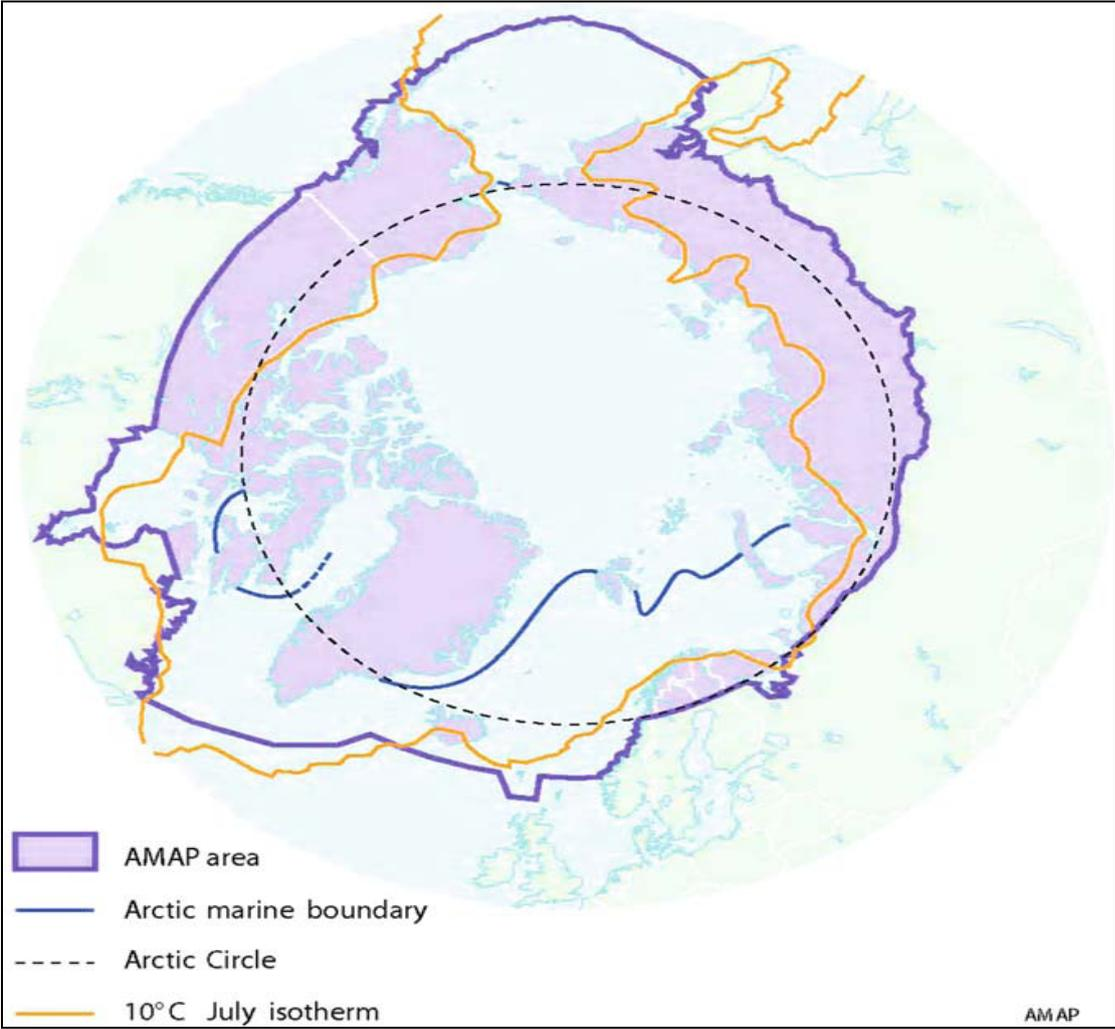 AMAP area
Arctic marine boundary
Arctic Circle
10°C July isotherm
AMAP